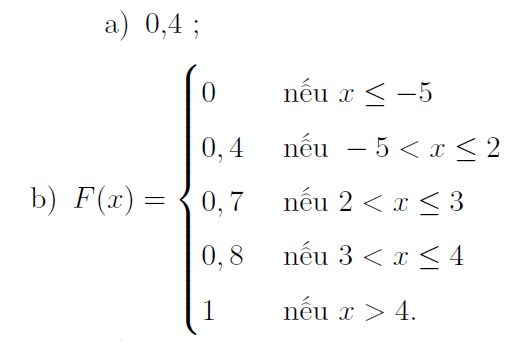 a) 0,4 ;
0 nếu x ≤ −5
0, 4 nếu − 5 < x ≤ 2
b) F(x) = { 0, 7 nếu 2 < x ≤ 3
0, 8 nếu 3 < x ≤ 4
1 nếu x > 4.